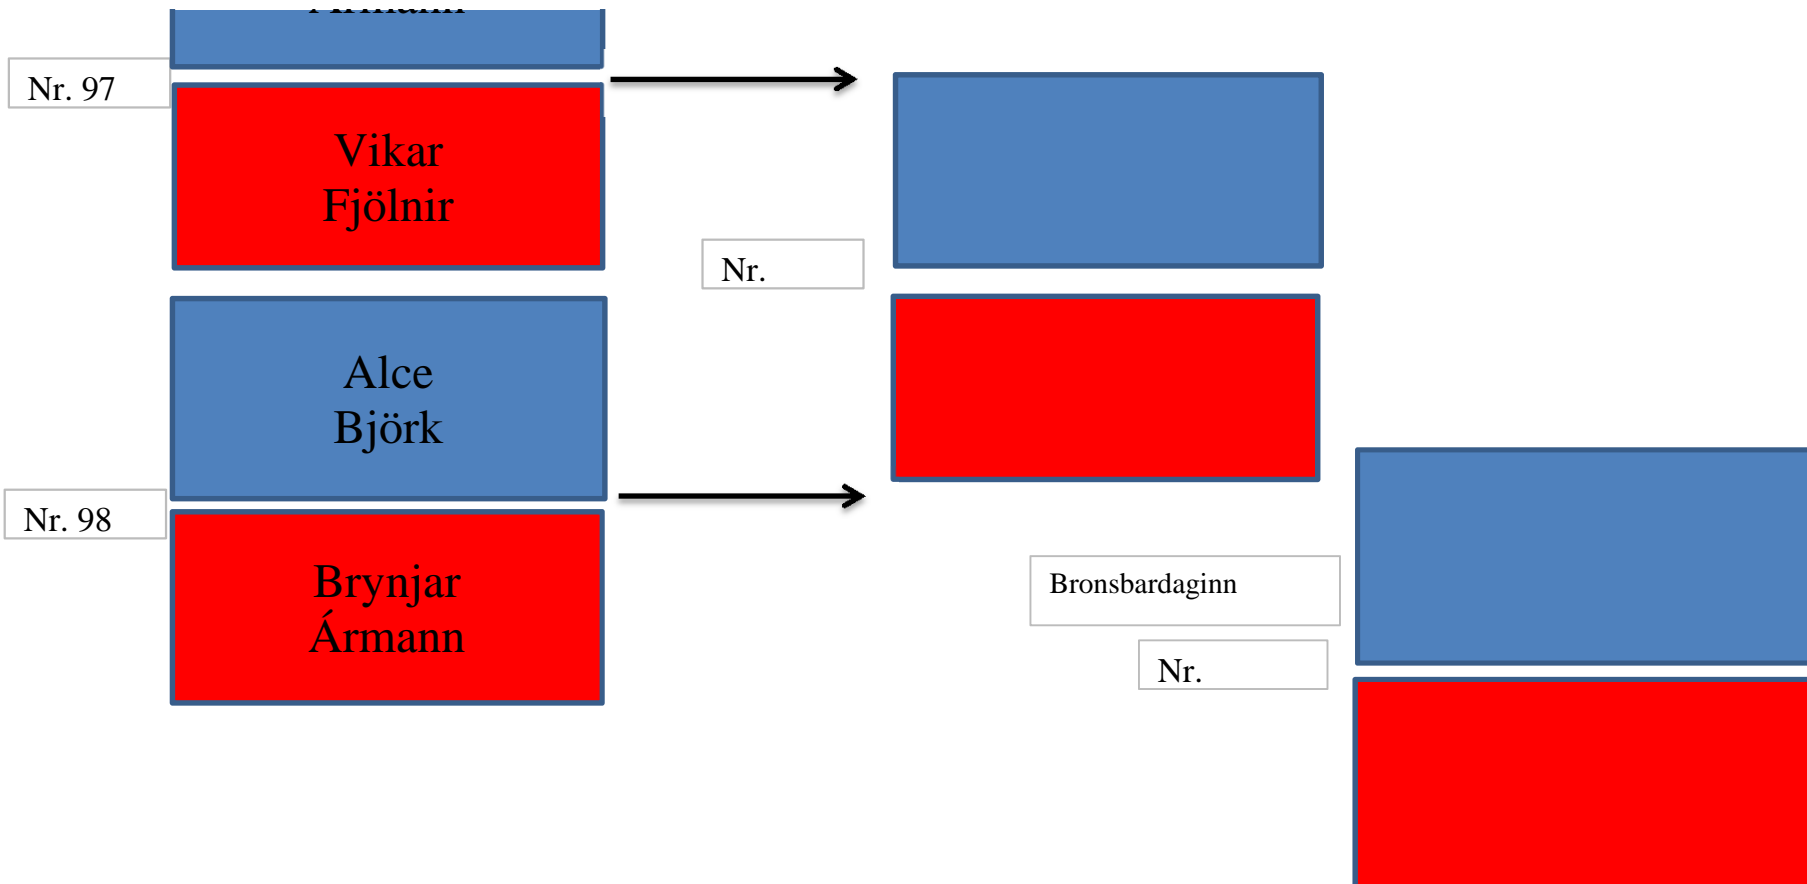 Nr. 97
Vikar
Fjölnir
Nr.
Alce
Björk
Nr. 98
Brynjar
Ármann
Bronsbardaginn
Nr.